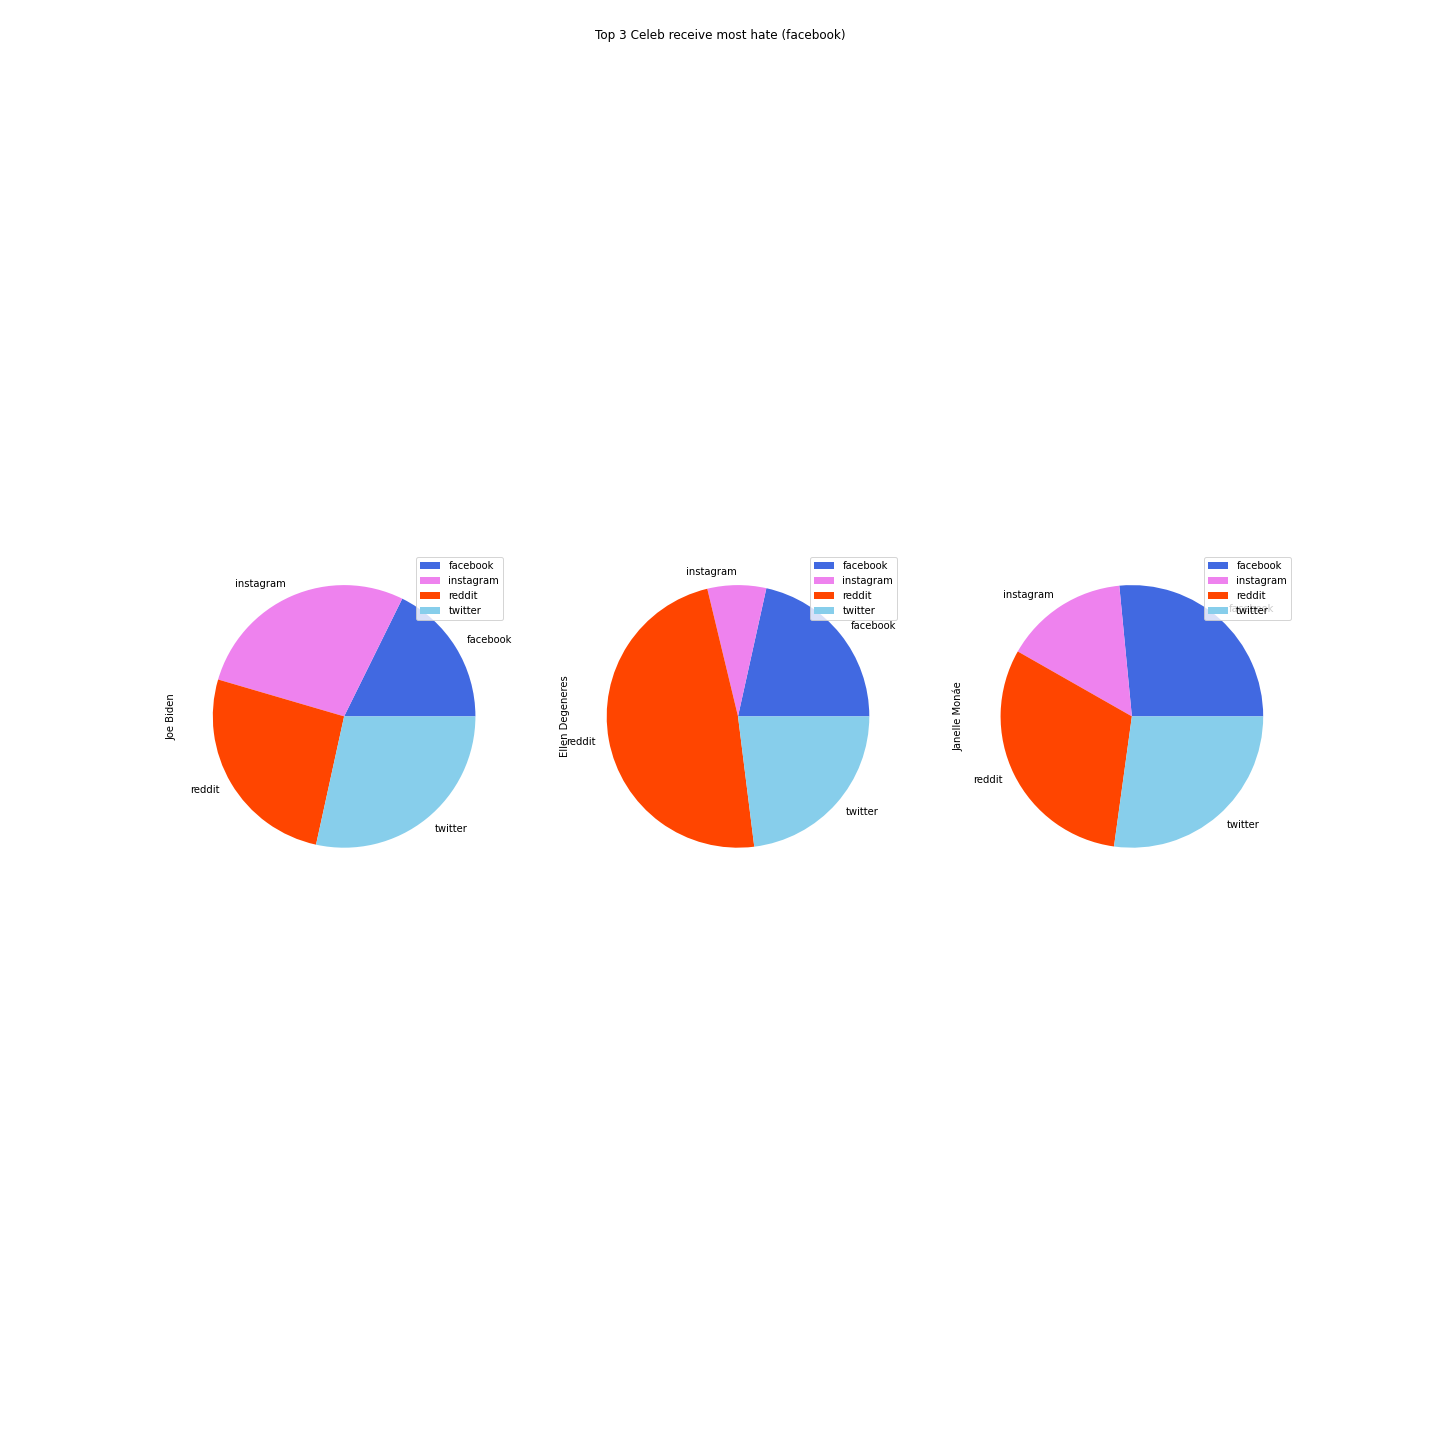 Top 3 Celeb receive most hate (facebook)
Joe Biden
instagram
facebook
reddit
twitter
facebook
instagram
reddit
twitter
Ellen Degeneres
instagram
facebook
reddit
twitter
facebook
instagram
reddit
twitter
Janelle Monáe
instagram
facebook
reddit
twitter
facebook
instagram
reddit
twitter